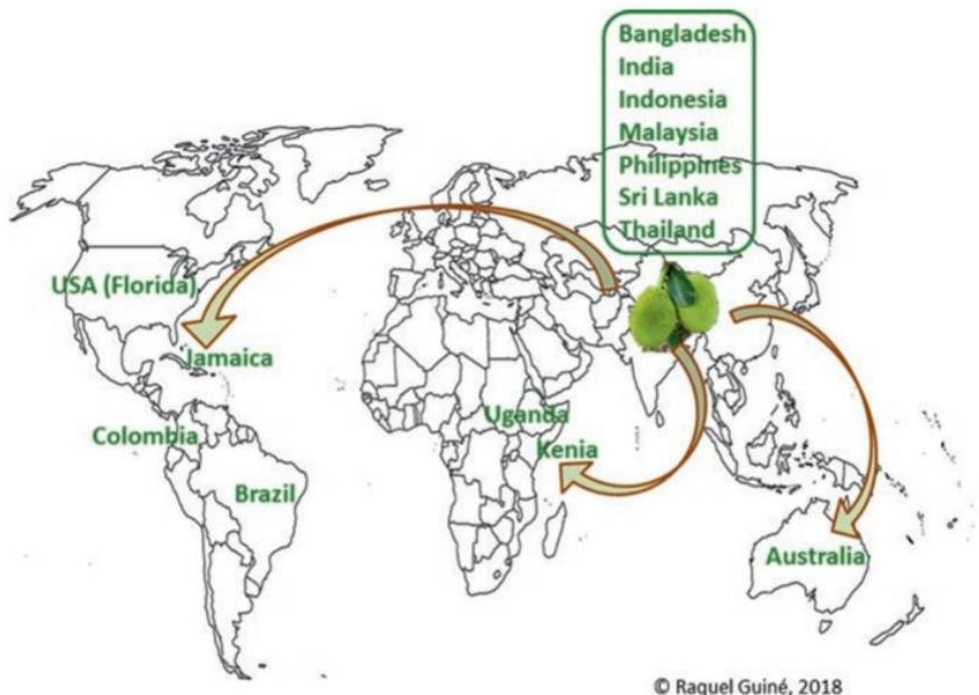 Bangladesh
India
Indonesia
Malaysia
Philippines
Sri Lanka
Thailand
USA (Florida)
Jamaica
Colombia
Uganda
Kenia
Brazil
Australia
© Raquel Guiné, 2018